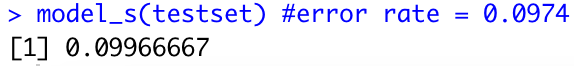 > model_s(testset) #error rate = 0.0974
[1] 0.09966667